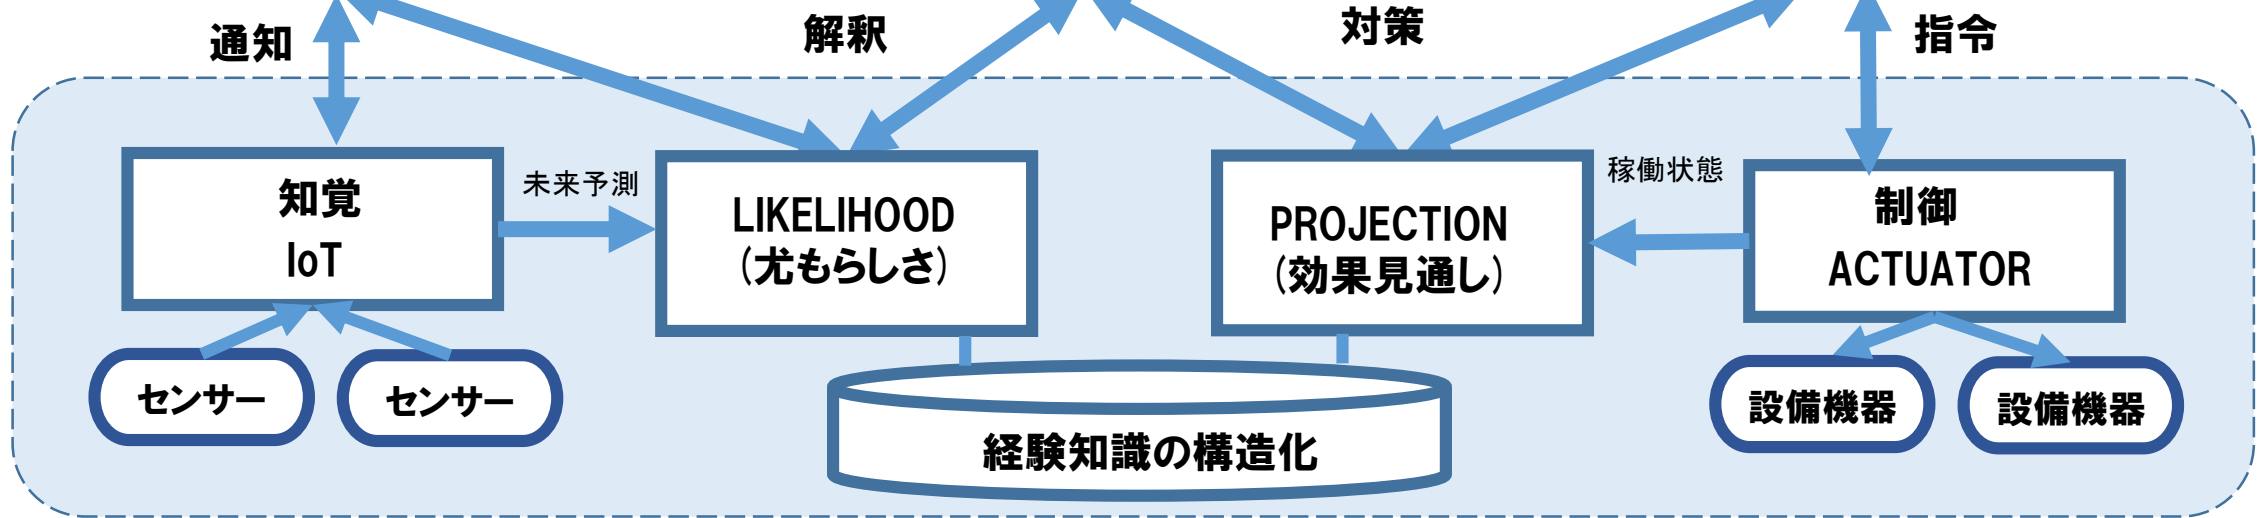 通知
解釈
対策
指令
知覚
IoT
未来予測
LIKELIHOOD
(尤もらしさ)
PROJECTION
(効果見通し)
稼働状態
制御
ACTUATOR
センサー
センサー
経験知識の構造化
設備機器
設備機器